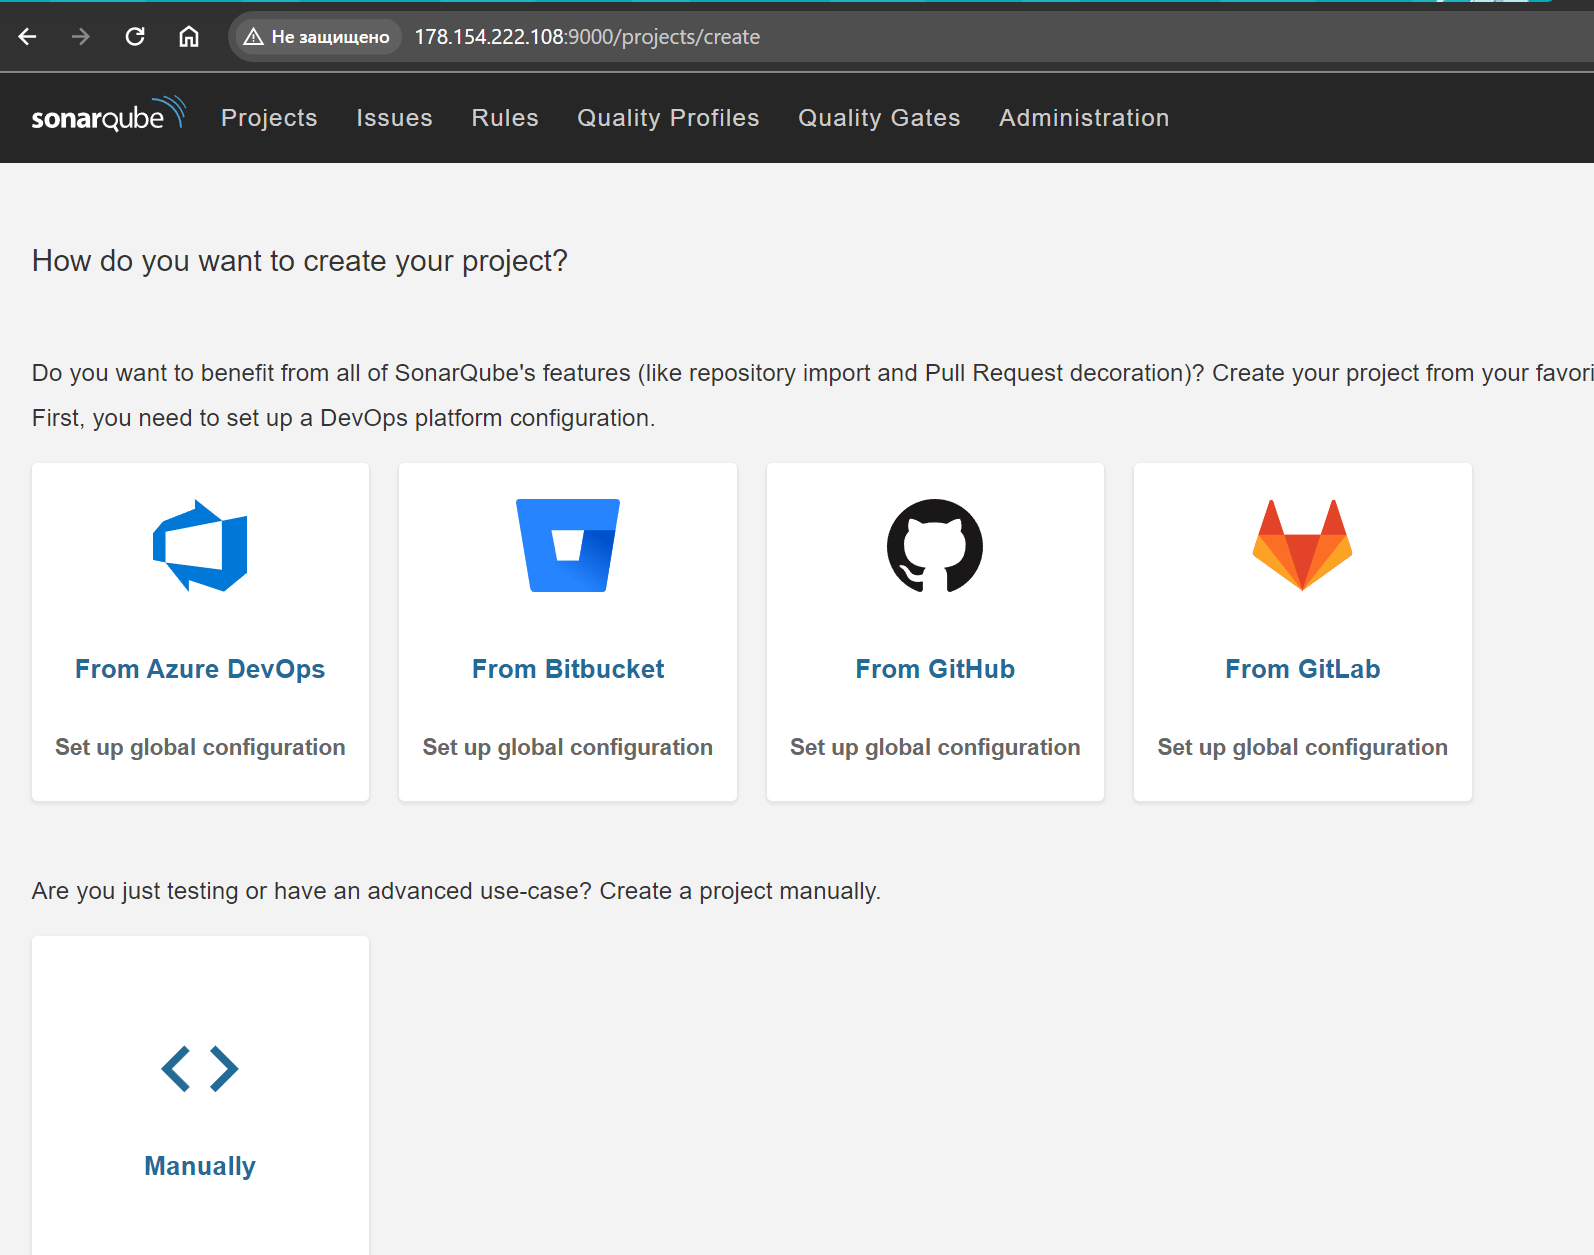 Не защищено 178.154.222.108:9000/projects/create
sonarqube Projects Issues Rules Quality Profiles Quality Gates Administration
How do you want to create your project?
Do you want to benefit from all of SonarQube's features (like repository import and Pull Request decoration)? Create your project from your favori
First, you need to set up a DevOps platform configuration.
From Azure DevOps From Bitbucket From GitHub From GitLab
Set up global configuration Set up global configuration Set up global configuration Set up global configuration
Are you just testing or have an advanced use-case? Create a project manually.
Manually